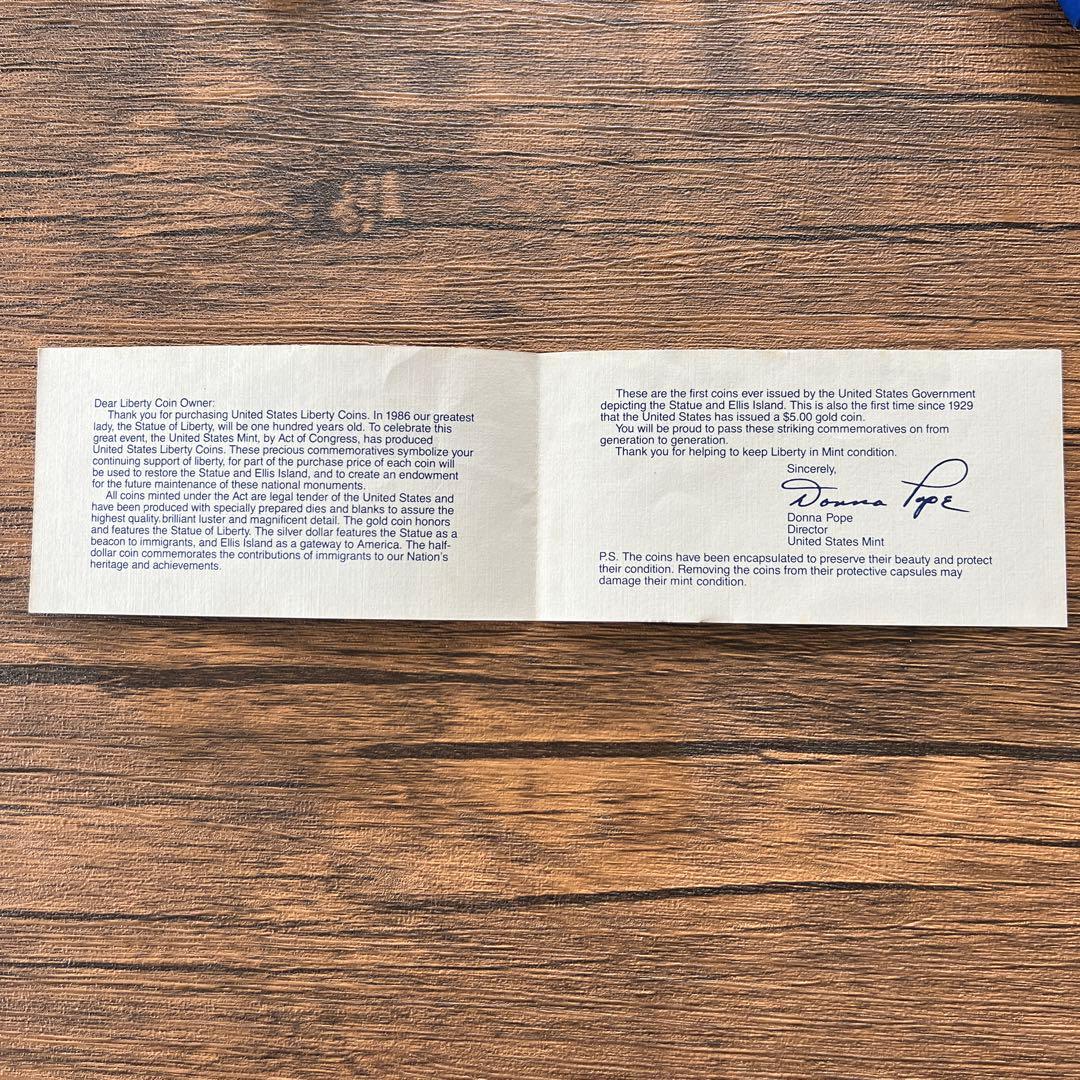 Dear Liberty Coin Owner:
Thank you for purchasing United States Liberty Coins. In 1986 our greatest
lady, the Statue of Liberty, will be one hundred years old. To celebrate this
great event, the United States Mint, by Act of Congress, has produced
United States Liberty Coins. These precious commemoratives symbolize your
continuing support of liberty, for part of the purchase price of each coin will
be used to restore the Statue and Ellis Island, and to create an endowment
for the future maintenance of these national monuments.
All coins minted under the Act are legal tender of the United States and
have been produced with specially prepared dies and blanks to assure the
highest quality.brilliant luster and magnificent detail. The gold coin honors
and features the Statue of Liberty. The silver dollar features the Statue as a
beacon to immigrants, and Ellis Island as a gateway to America. The half-
dollar coin commemorates the contributions of immigrants to our Nation's
heritage and achievements.
These are the first coins ever issued by the United States Government
depicting the Statue and Ellis Island. This is also the first time since 1929
that the United States has issued a $5.00 gold coin.
You will be proud to pass these striking commemoratives on from
generation to generation.
Thank you for helping to keep Liberty in Mint condition.
Sincerely,
Donna Pope
Donna Pope
Director
United States Mint
P.S. The coins have been encapsulated to preserve their beauty and protect
their condition. Removing the coins from their protective capsules may
damage their mint condition.